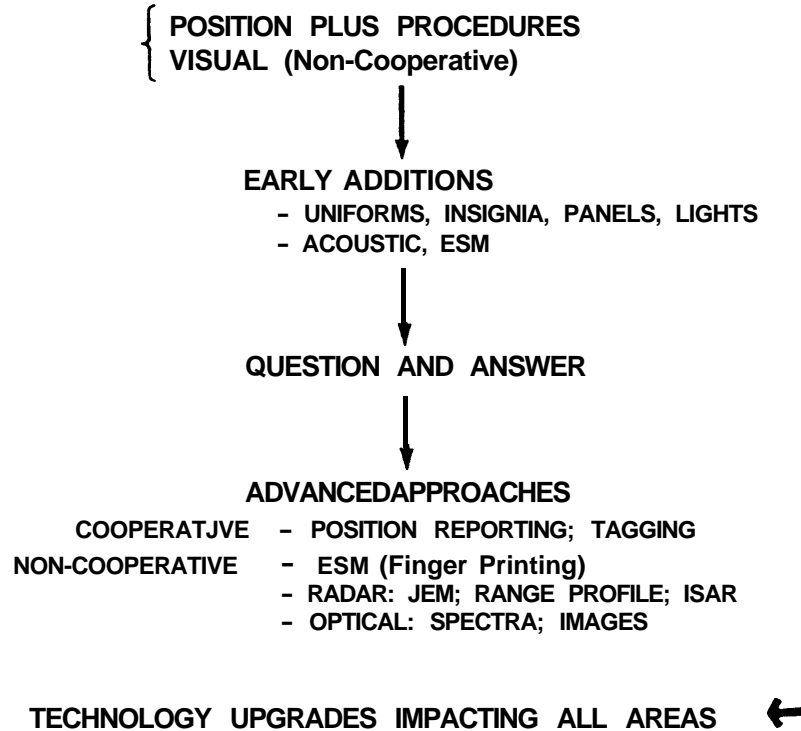 POSITION PLUS PROCEDURES
VISUAL (Non-Cooperative)
EARLY ADDITIONS
– UNIFORMS, INSIGNIA, PANELS, LIGHTS
– ACOUSTIC, ESM
QUESTION AND ANSWER
ADVANCEDAPPROACHES
COOPERATJVE – POSITION REPORTING; TAGGING
NON-COOPERATIVE – ESM (Finger Printing)
– RADAR: JEM; RANGE PROFILE; ISAR
– OPTICAL: SPECTRA; IMAGES
TECHNOLOGY UPGRADES IMPACTING ALL AREAS